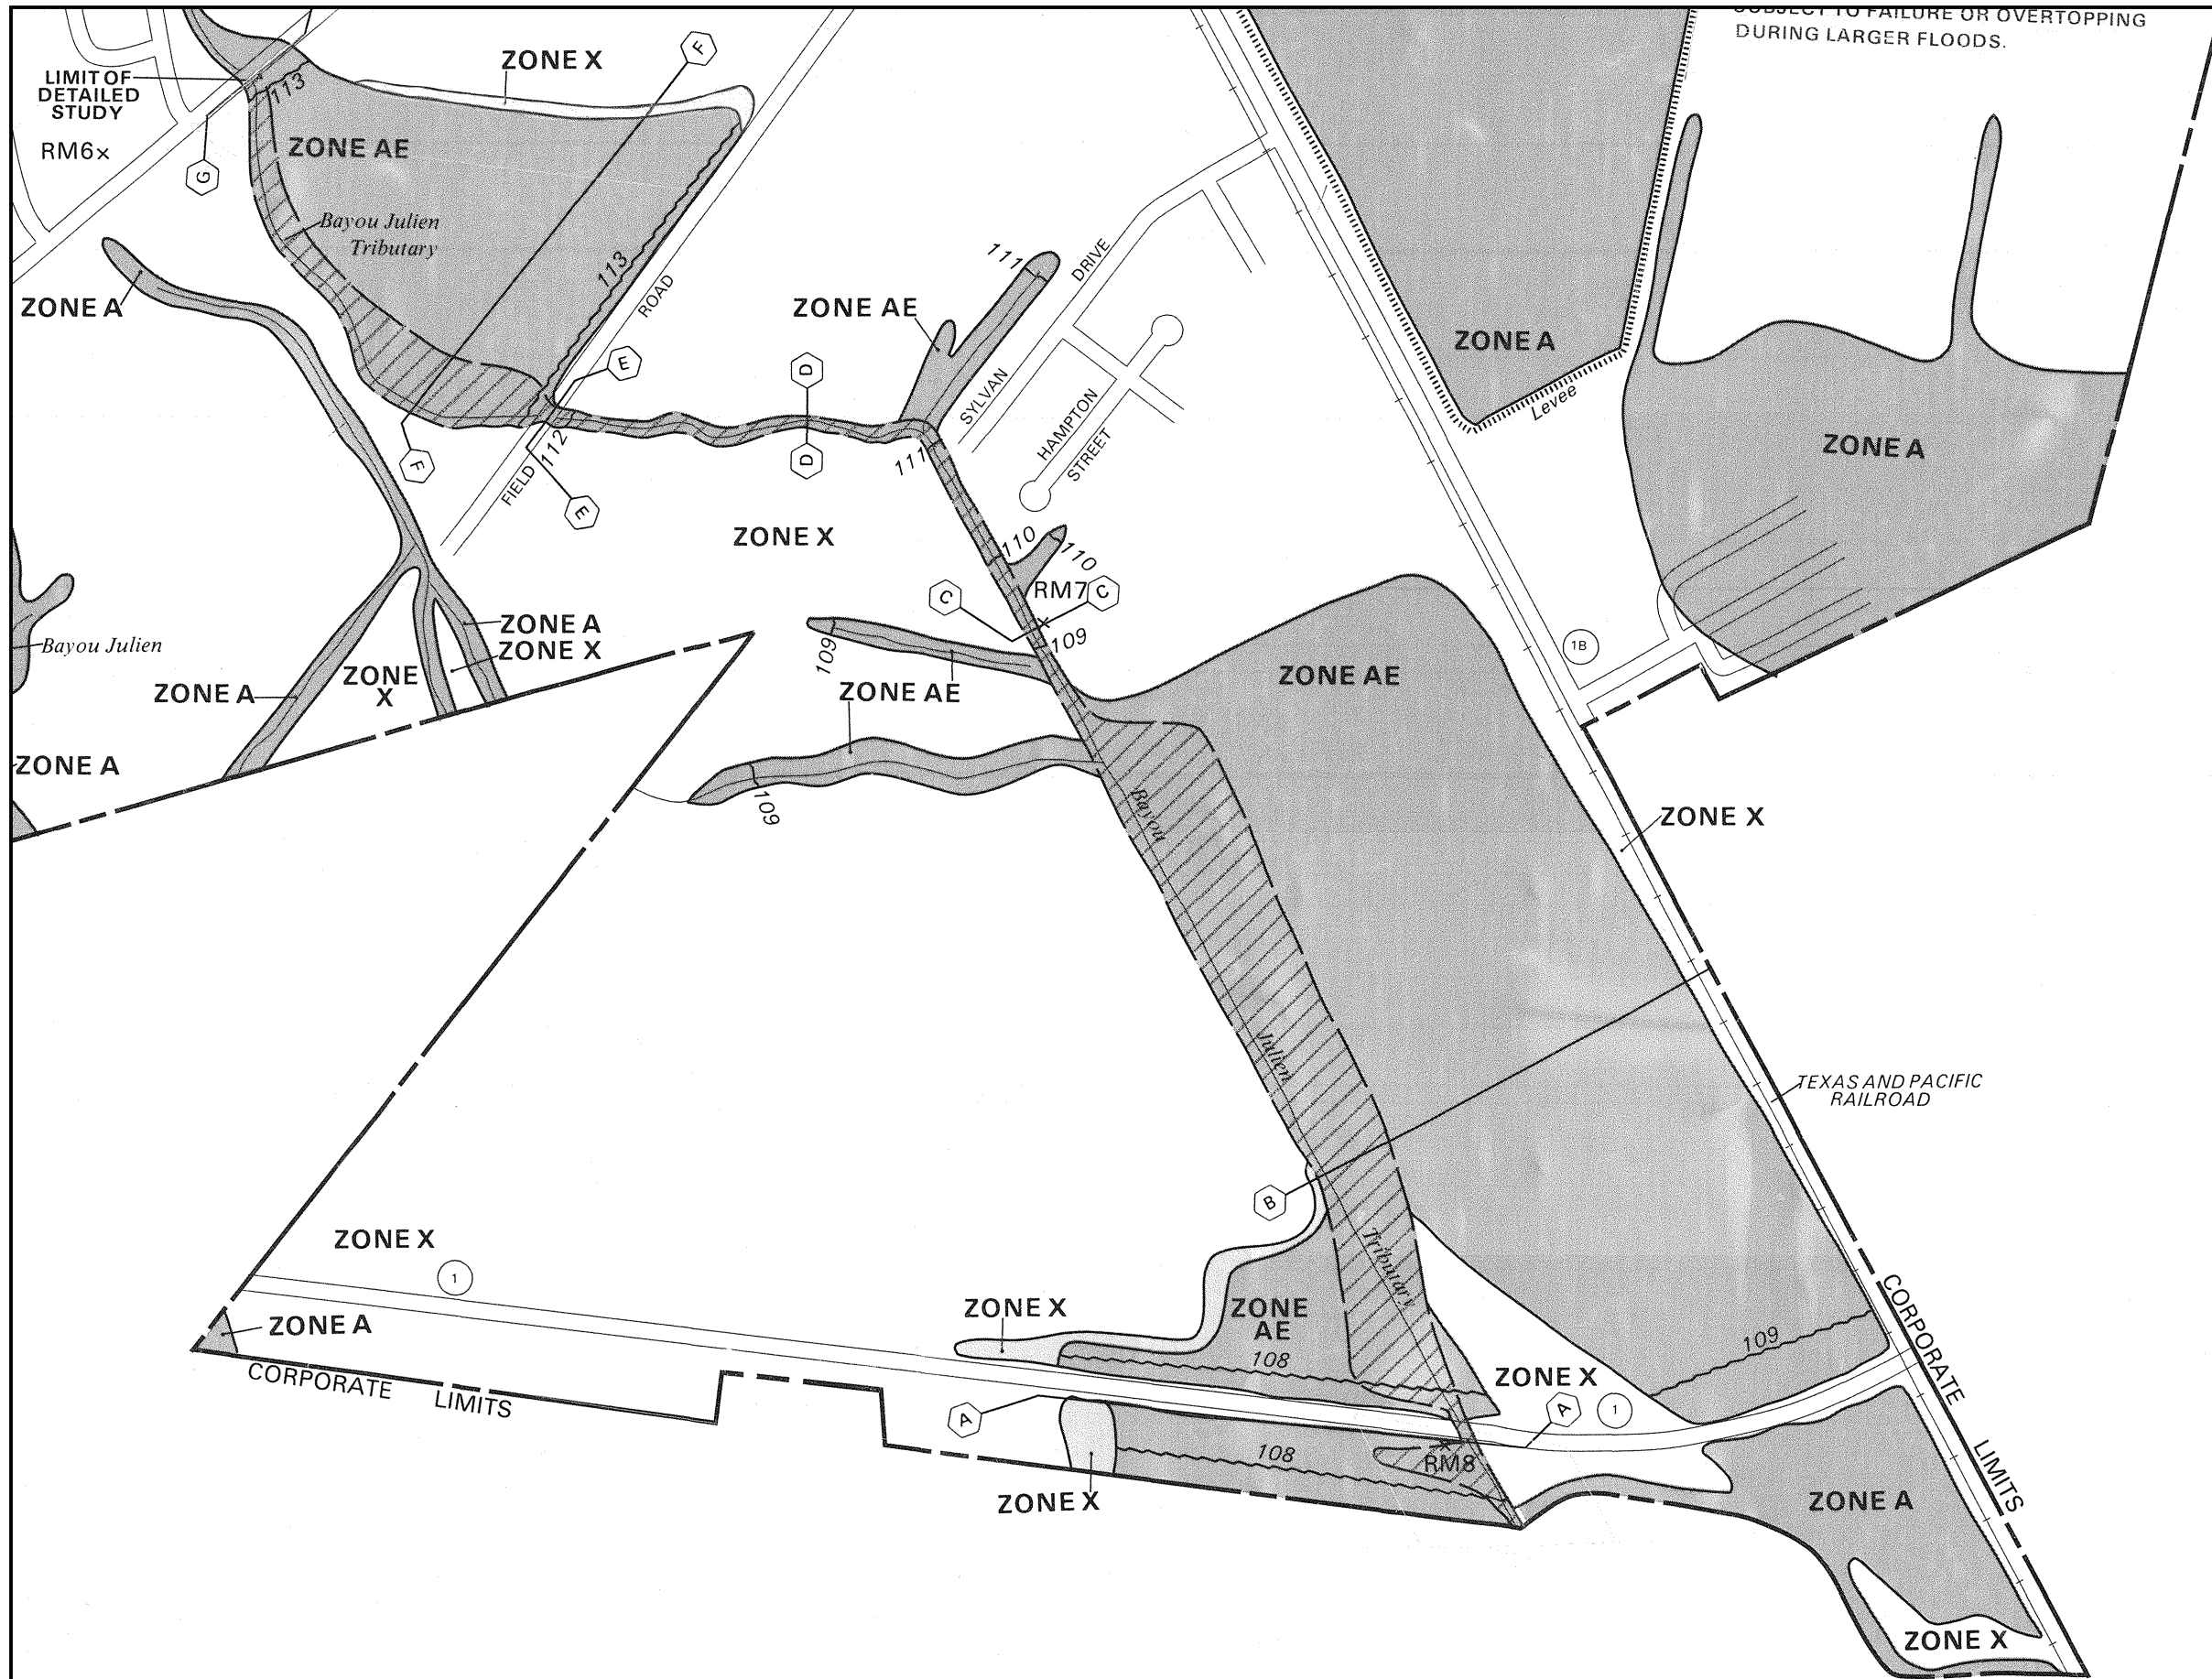 SUBJECT TO FAILURE OR OVERTOPPING
DURING LARGER FLOODS.
ZONE X
F
LIMIT OF
DETAILED
STUDY
113
RM6×
ZONE AE
G
Bayou Julien
Tributary
ZONE A
113
ROAD
ZONE AE
111
DRIVE
SYLVAN
HAMPTON
STREET
ZONE A
Levee
ZONE A
E
D
D
F
FIELD
112
E
111
ZONE X
110
110
RM7
C
C
109
109
1B
Bayou Julien
ZONE A
ZONE X
ZONE
X
ZONE A
ZONE AE
ZONE AE
ZONE A
109
Bayou
ZONE X
Julien
TEXAS AND PACIFIC
RAILROAD
B
Tributary
ZONE X
1
ZONE A
CORPORATE LIMITS
ZONE X
ZONE
AE
108
109
ZONE X
A
A
1
CORPORATE LIMITS
108
RM8
ZONE X
ZONE A
ZONE X